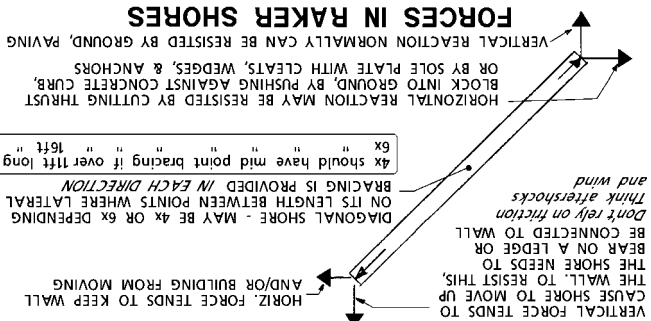 VERTICAL FORCE TENDS TO
CAUSE SHORE TO MOVE UP
THE WALL. TO RESIST THIS,
THE SHORE NEEDS TO
BEAR ON A LEDGE OR
BE CONNECTED TO WALL
Don't rely on friction
Think aftershocks
and wind
HORIZ. FORCE TENDS TO KEEP WALL
AND/OR BUILDING FROM MOVING
DIAGONAL SHORE - MAY BE 4x OR 6x DEPENDING
ON ITS LENGTH BETWEEN POINTS WHERE LATERAL
BRACING IS PROVIDED IN EACH DIRECTION
4x should have mid point bracing if over 11ft long
6x " " " " " " " 16ft "
HORIZONTAL REACTION MAY BE RESISTED BY CUTTING THRUST
BLOCK INTO GROUND, BY PUSHING AGAINST CONCRETE CURB,
OR BY SOLE PLATE WITH CLEATS, WEDGES, & ANCHORS
VERTICAL REACTION NORMALLY CAN BE RESISTED BY GROUND, PAVING
FORCES IN RAKER SHORES